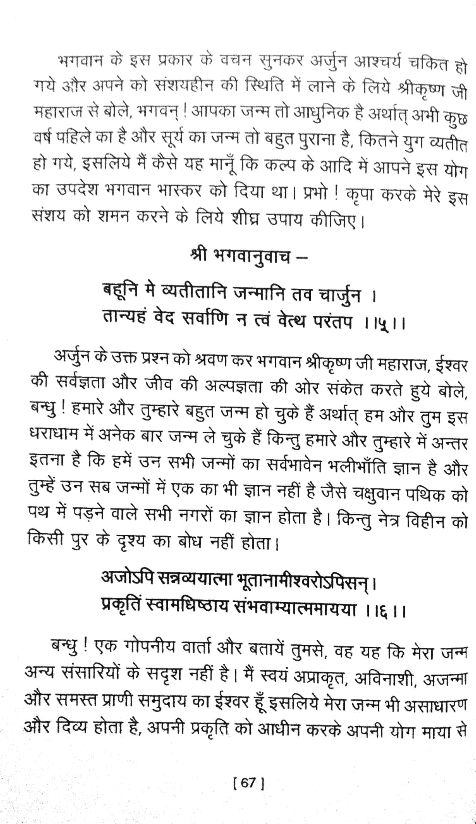 भगवान के इस प्रकार के वचन सुनकर अर्जुन आश्चर्य चकित हो
गये और अपने को संशयहीन की स्थिति में लाने के लिये श्रीकृष्ण जी
महाराज से बोले, भगवन् ! आपका जन्म तो आधुनिक है अर्थात् अभी कुछ
वर्ष पहिले का है और सूर्य का जन्म तो बहुत पुराना है, कितने युग व्यतीत
हो गये, इसलिये मैं कैसे यह मानूँ कि कल्प के आदि में आपने इस योग
का उपदेश भगवान भास्कर को दिया था। प्रभो ! कृपा करके मेरे इस
संशय को शमन करने के लिये शीघ्र उपाय कीजिए।
श्री भगवानुवाच –
बहूनि मे व्यतीतानि जन्मानि तव चार्जुन ।
तान्यहं वेद सर्वाणि न त्वं वेत्थ परंतप ।।५।।
अर्जुन के उक्त प्रश्न को श्रवण कर भगवान श्रीकृष्ण जी महाराज, ईश्वर
की सर्वज्ञता और जीव की अल्पज्ञता की ओर संकेत करते हुये बोले,
बन्धु ! हमारे और तुम्हारे बहुत जन्म हो चुके हैं अर्थात् हम और तुम इस
धराधाम में अनेक बार जन्म ले चुके हैं किन्तु हमारे और तुम्हारे में अन्तर
इतना है कि हमें उन सभी जन्मों का सर्वभावेन भलीभाँति ज्ञान है और
तुम्हें उन सब जन्मों में एक का भी ज्ञान नहीं है जैसे चक्षुवान पथिक को
पथ में पड़ने वाले सभी नगरों का ज्ञान होता है। किन्तु नेत्र विहीन को
किसी पुर के दृश्य का बोध नहीं होता।
अजोऽपि सन्नव्ययात्मा भूतानामीश्वरोऽपिसन्।
प्रकृतिं स्वामधिष्ठाय संभवाम्यात्ममायया ।।६।।
बन्धु ! एक गोपनीय वार्ता और बतायें तुमसे, वह यह कि मेरा जन्म
अन्य संसारियों के सदृश नहीं है। मैं स्वयं अप्राकृत, अविनाशी, अजन्मा
और समस्त प्राणी समुदाय का ईश्वर हूँ इसलिये मेरा जन्म भी असाधारण
और दिव्य होता है, अपनी प्रकृति को आधीन करके अपनी योग माया से
[ 67 ]